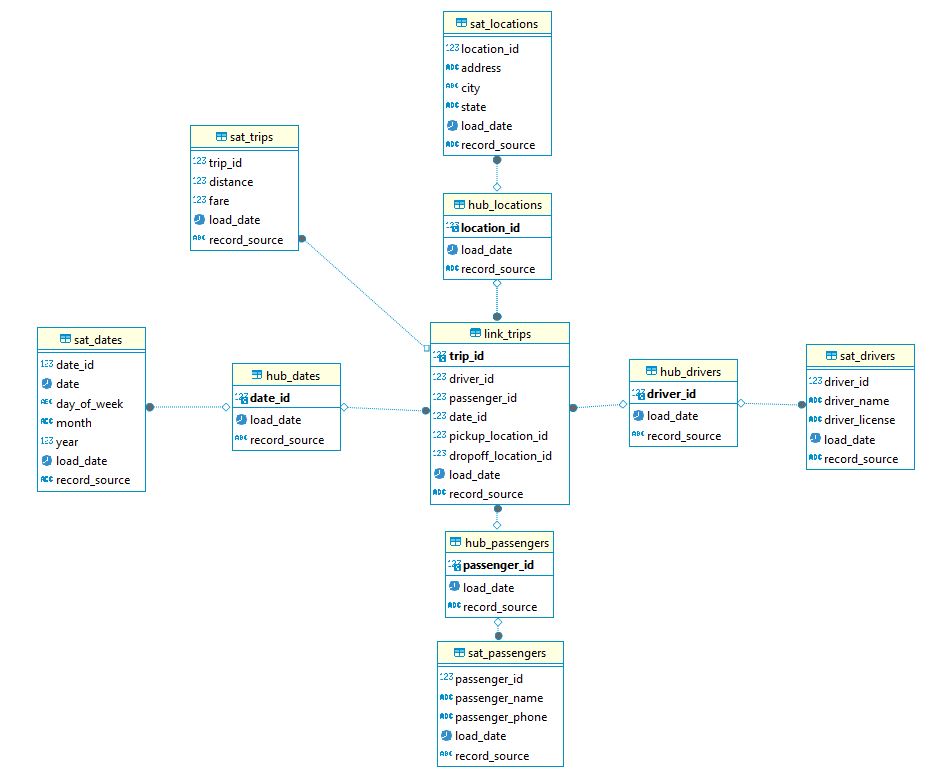 sat_locations
123 location_id
ABC address
ABC city
ABC state
load_date
ABC record_source
sat_trips
123 trip_id
123 distance
123 fare
load_date
ABC record_source
hub_locations
123 location_id
load_date
ABC record_source
link_trips
123 trip_id
123 driver_id
123 passenger_id
123 date_id
123 pickup_location_id
123 dropoff_location_id
load_date
ABC record_source
sat_dates
123 date_id
date
ABC day_of_week
ABC month
123 year
load_date
ABC record_source
hub_dates
123 date_id
load_date
ABC record_source
hub_drivers
123 driver_id
load_date
ABC record_source
sat_drivers
123 driver_id
ABC driver_name
ABC driver_license
load_date
ABC record_source
hub_passengers
123 passenger_id
load_date
ABC record_source
sat_passengers
123 passenger_id
ABC passenger_name
ABC passenger_phone
load_date
ABC record_source